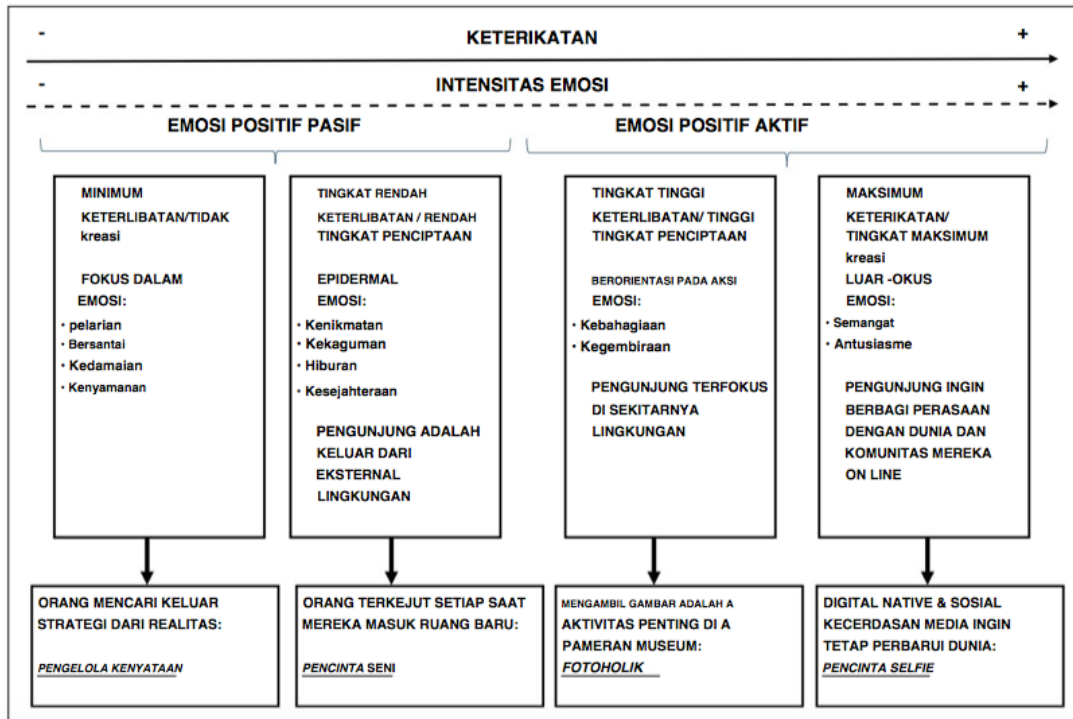 - KETERIKATAN +
- INTENSITAS EMOSI +
EMOSI POSITIF PASIF
EMOSI POSITIF AKTIF
MINIMUM
KETERLIBATAN/TIDAK
kreasi
FOKUS DALAM
EMOSI:
• pelarian
• Bersantai
• Kedamaian
• Kenyamanan
TINGKAT RENDAH
KETERLIBATAN / RENDAH
TINGKAT PENCIPTAAN
EPIDERMAL
EMOSI:
• Kenikmatan
• Kekaguman
• Hiburan
• Kesejahteraan
PENGUNJUNG ADALAH
KELUAR DARI
EKSTERNAL
LINGKUNGAN
TINGKAT TINGGI
KETERLIBATAN/ TINGGI
TINGKAT PENCIPTAAN
BERORIENTASI PADA AKSI
EMOSI:
• Kebahagiaan
• Kegembiraan
PENGUNJUNG TERFOKUS
DI SEKITARNYA
LINGKUNGAN
MAKSIMUM
KETERIKATAN/
TINGKAT MAKSIMUM
kreasi
LUAR -OKUS
EMOSI:
• Semangat
• Antusiasme
PENGUNJUNG INGIN
BERBAGI PERASAAN
DENGAN DUNIA DAN
KOMUNITAS MEREKA
ON LINE
ORANG MENCARI KELUAR
STRATEGI DARI REALITAS:
PENGELOLA KENYATAAN
ORANG TERKEJUT SETIAP SAAT
MEREKA MASUK RUANG BARU:
PENCINTA SENI
MENGAMBIL GAMBAR ADALAH A
AKTIVITAS PENTING DI A
PAMERAN MUSEUM:
FOTOHOLIK
DIGITAL NATIVE & SOSIAL
KECERDASAN MEDIA INGIN
TETAP PERBARUI DUNIA:
PENCINTA SELFIE